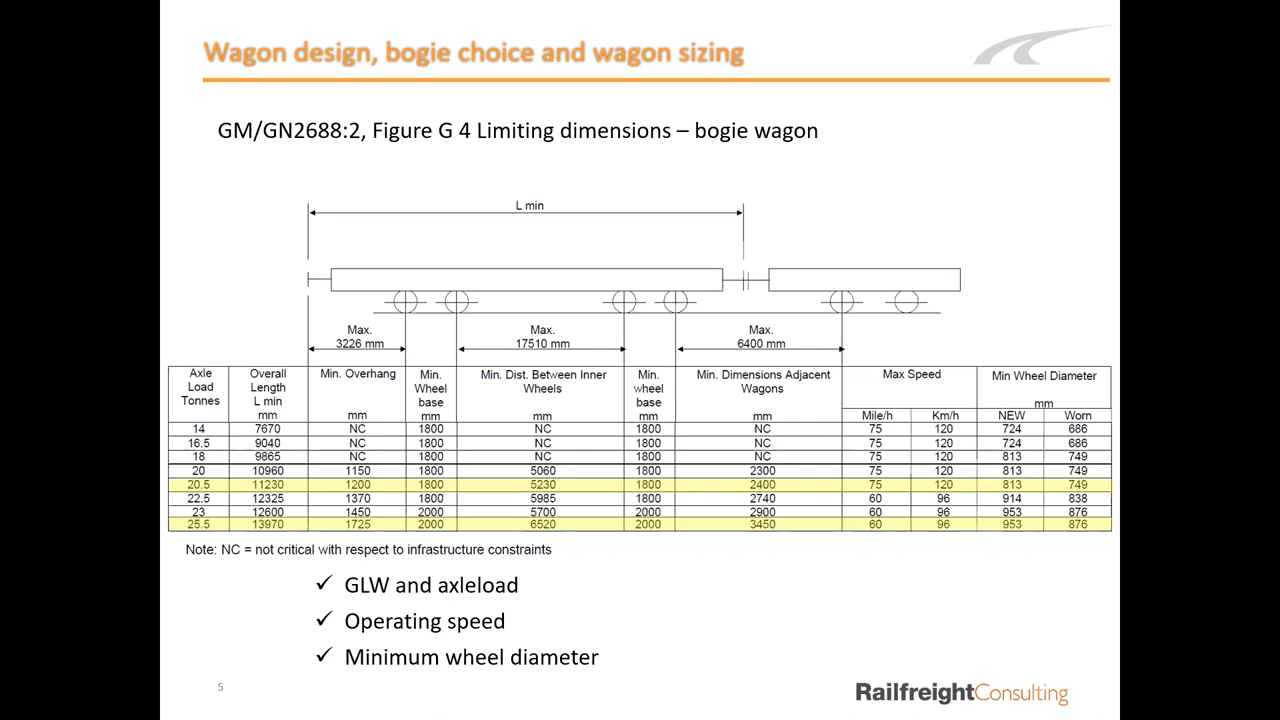 Wagon design, bogie choice and wagon sizing
GM/GN2688:2, Figure G 4 Limiting dimensions – bogie wagon
L min
Max. 3226 mm
Max. 17510 mm
Max. 6400 mm
Axle Load Tonnes
Overall Length L min mm
Min. Overhang mm
Min. Wheel base mm
Min. Dist. Between Inner Wheels mm
Min. wheel base mm
Min. Dimensions Adjacent Wagons mm
Max Speed
Min Wheel Diameter mm
Mile/h Km/h NEW Worn
14 7670 NC 1800 NC 1800 NC 75 120 724 686
16.5 9040 NC 1800 NC 1800 NC 75 120 724 686
18 9865 NC 1800 NC 1800 NC 75 120 813 749
20 10960 1150 1800 5060 1800 2300 75 120 813 749
20.5 11230 1200 1800 5230 1800 2400 75 120 813 749
22.5 12325 1370 1800 5985 1800 2740 60 96 914 838
23 12600 1450 2000 5700 2000 2900 60 96 953 876
25.5 13970 1725 2000 6520 2000 3450 60 96 953 876
Note: NC = not critical with respect to infrastructure constraints
✓ GLW and axleload
✓ Operating speed
✓ Minimum wheel diameter
5
RailfreightConsulting